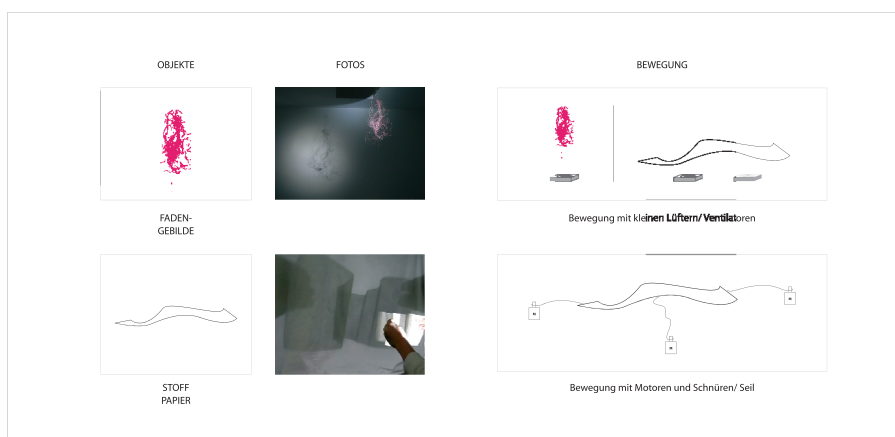 OBJEKTE
FOTOS
BEWEGUNG
FADEN-
GEBILDE
Bewegung mit kleinen Lüftern/ Ventilatoren
STOFF
PAPIER
Bewegung mit Motoren und Schnüren/ Seil